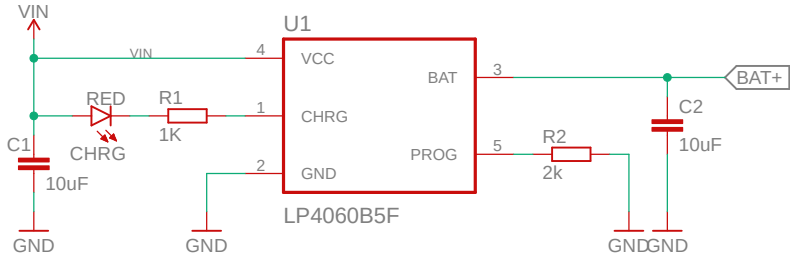 VIN
U1
VIN
4
VCC
3
BAT
BAT+
RED
R1
1
CHRG
C2
1K
C1
CHRG
10uF
R2
10uF
2
GND
PROG
5
2k
LP4060B5F
GND
GND
GND
GND